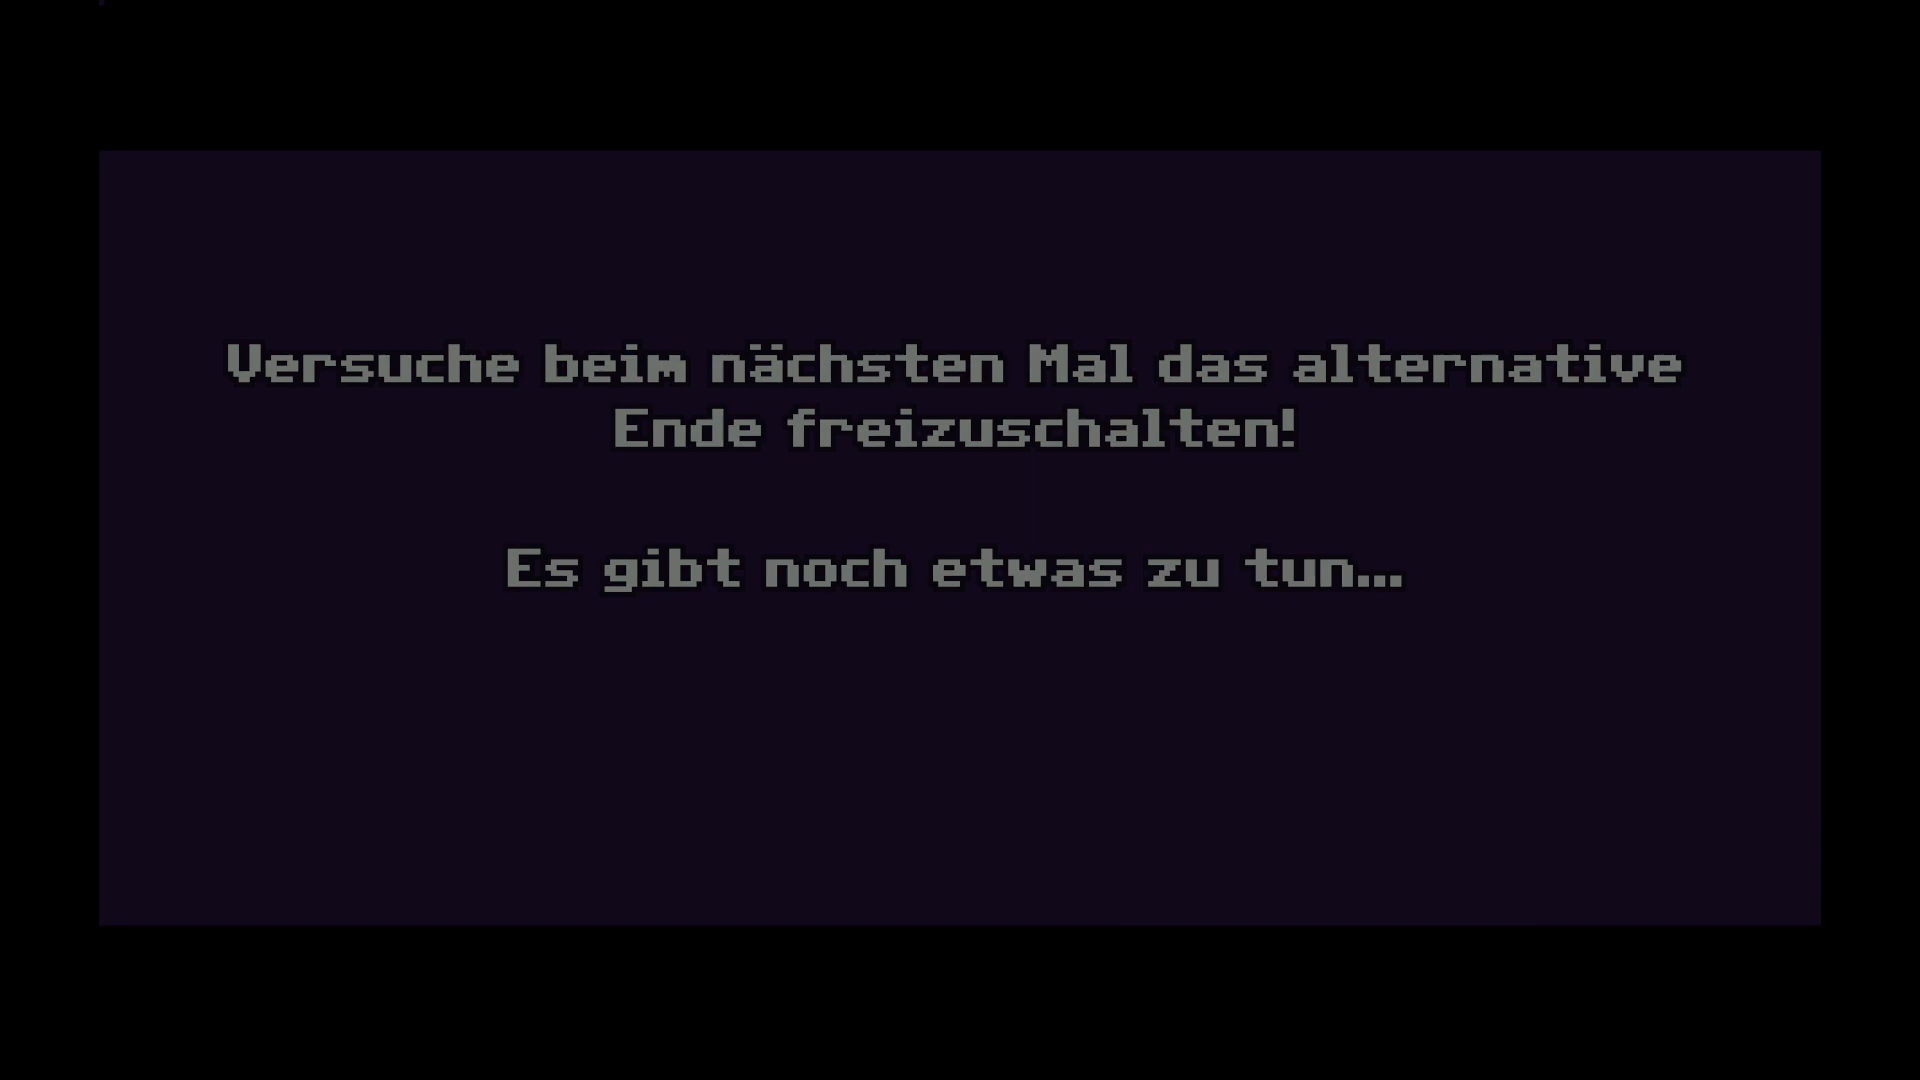 Versuche beim nächsten Mal das alternative
Ende freizuschalten!
Es gibt noch etwas zu tun...